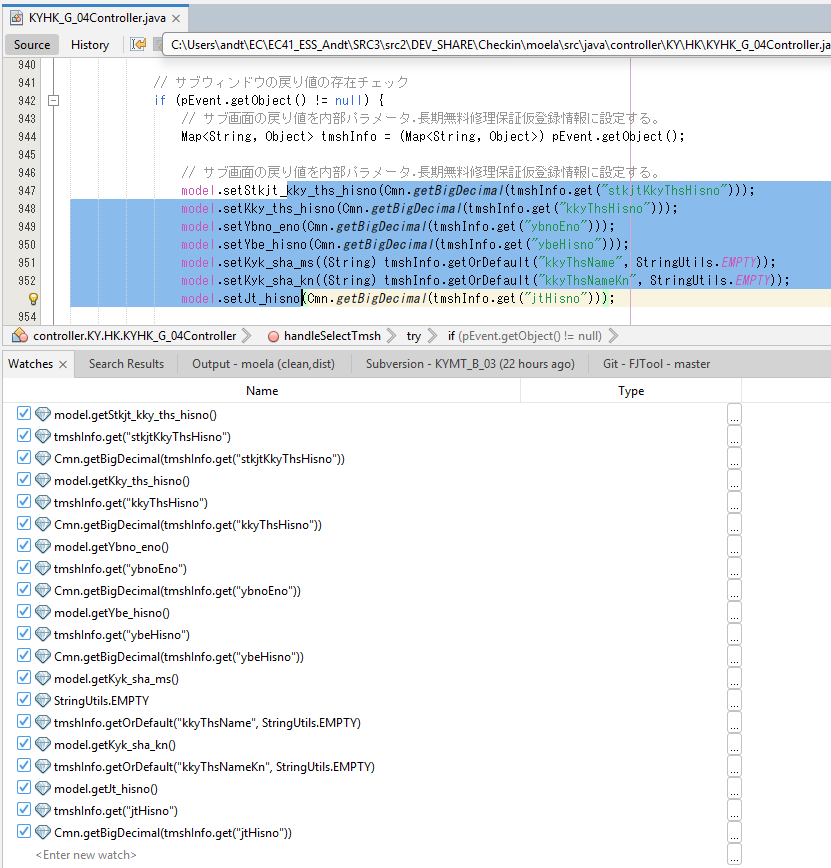 KYHK_G_04Controller.java
Source History
C:\Users\andt\EC\EC41_ESS_Andt\SRC3\src2\DEV_SHARE\Checkin\moela\src\java\controller\KY\HK\KYHK_G_04Controller.java
940
941 // サブウィンドウの戻り値の存在チェック
942 if (pEvent.getObject() != null) {
943 // サブ画面の戻り値を内部パラメータ.長期無料修理保証仮登録情報に設定する。
944 Map<String, Object> tmshInfo = (Map<String, Object>) pEvent.getObject();
945
946 // サブ画面の戻り値を内部パラメータ.長期無料修理保証仮登録情報に設定する。
947 model.setStkjt_kky_ths_hisno(Cmn.getBigDecimal(tmshInfo.get("stkjtKkyThsHisno")));
948 model.setKky_ths_hisno(Cmn.getBigDecimal(tmshInfo.get("kkyThsHisno")));
949 model.setYbno_eno(Cmn.getBigDecimal(tmshInfo.get("ybnoEno")));
950 model.setYbe_hisno(Cmn.getBigDecimal(tmshInfo.get("ybeHisno")));
951 model.setKyk_sha_ms((String) tmshInfo.getOrDefault("kkyThsName", StringUtils.EMPTY));
952 model.setKyk_sha_kn((String) tmshInfo.getOrDefault("kkyThsNameKn", StringUtils.EMPTY));
model.setJt_hisno(Cmn.getBigDecimal(tmshInfo.get("jtHisno")));
954
controller.KY.HK.KYHK_G_04Controller handleSelectTmsh try if (pEvent.getObject() != null)
Watches Search Results Output - moela (clean,dist) Subversion - KYMT_B_03 (22 hours ago) Git - FJTool - master
Name Type
model.getStkjt_kky_ths_hisno() ...
tmshInfo.get("stkjtKkyThsHisno") ...
Cmn.getBigDecimal(tmshInfo.get("stkjtKkyThsHisno")) ...
model.getKky_ths_hisno() ...
tmshInfo.get("kkyThsHisno") ...
Cmn.getBigDecimal(tmshInfo.get("kkyThsHisno")) ...
model.getYbno_eno() ...
tmshInfo.get("ybnoEno") ...
Cmn.getBigDecimal(tmshInfo.get("ybnoEno")) ...
model.getYbe_hisno() ...
tmshInfo.get("ybeHisno") ...
Cmn.getBigDecimal(tmshInfo.get("ybeHisno")) ...
model.getKyk_sha_ms() ...
StringUtils.EMPTY ...
tmshInfo.getOrDefault("kkyThsName", StringUtils.EMPTY) ...
model.getKyk_sha_kn() ...
tmshInfo.getOrDefault("kkyThsNameKn", StringUtils.EMPTY) ...
model.getJt_hisno() ...
tmshInfo.get("jtHisno") ...
Cmn.getBigDecimal(tmshInfo.get("jtHisno")) ...
<Enter new watch> ...